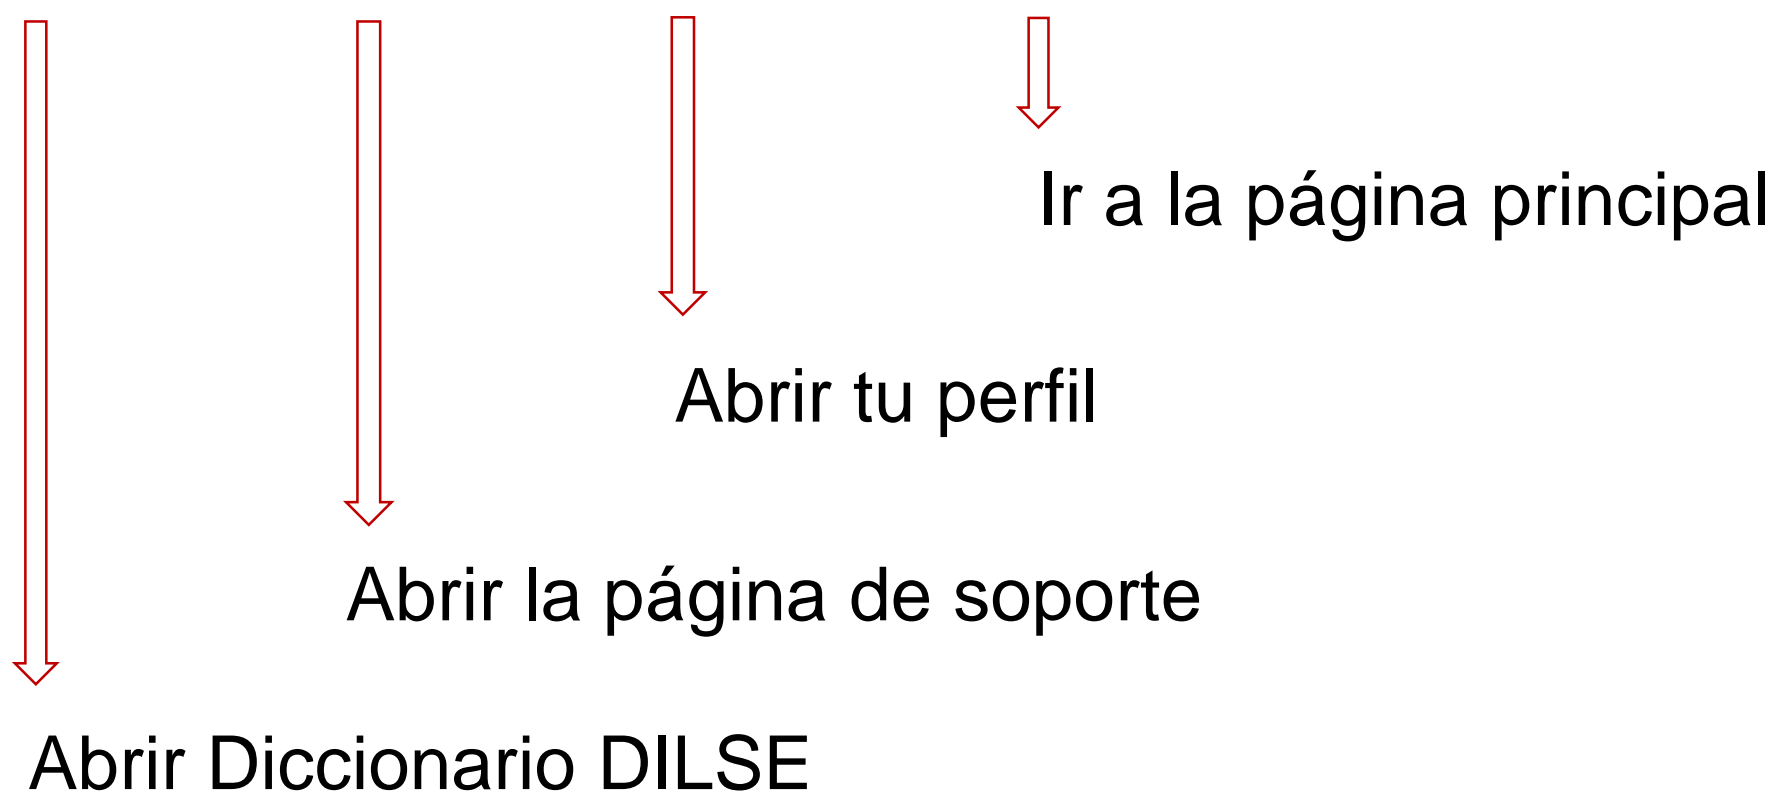 Ir a la página principal
Abrir tu perfil
Abrir la página de soporte
Abrir Diccionario DILSE